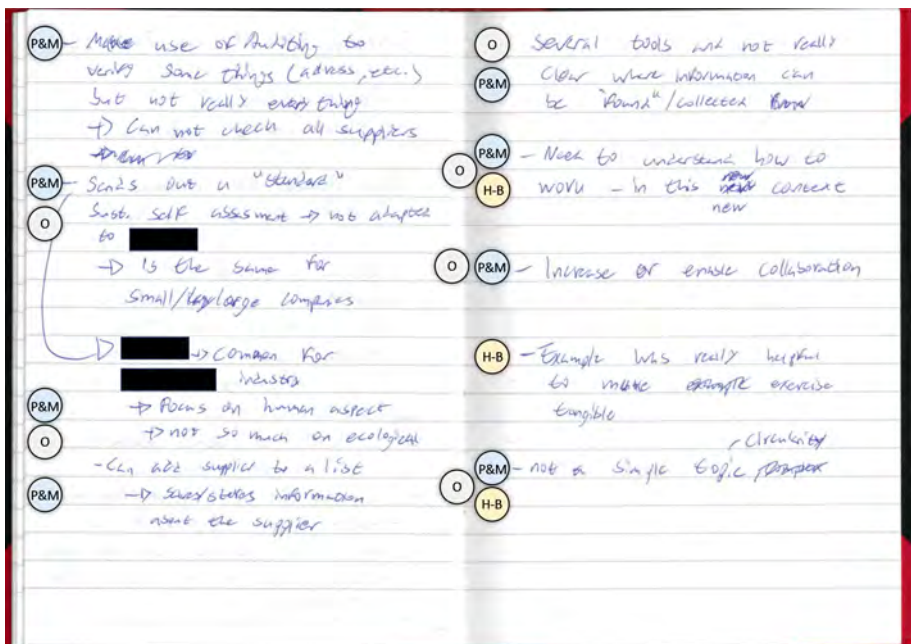 P&M - Make use of Auditing to
verify some things (adress, etc.)
but not really everything
→ Can not check all suppliers
P&M - Sends out a "standard"
O Sust. self assesment → not adapted
to
→ Is the same for
small/large companies
→ Common for
industry
P&M → Focus on human aspect
O → not so much on ecological
- Can add supplier to a list
P&M → Saves/stores information
about the supplier
O Several tools and not really
P&M Clear where information can
be "found"/collected
P&M - Need to understand how to
O H-B work - in this new context
new
O P&M - Increase or enable collaboration
H-B - Example was really helpful
to make exercise
tangible
, Circularity
P&M - not a simple topic
O
H-B